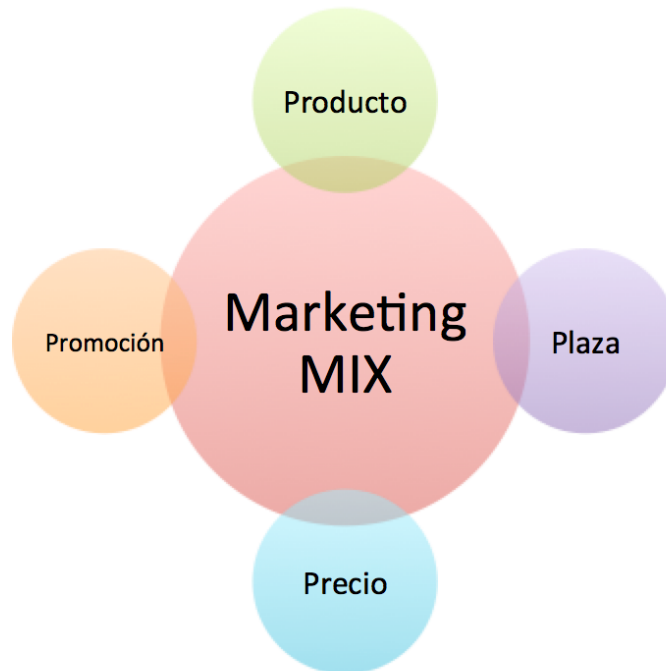 Producto
Promoción
Marketing
MIX
Plaza
Precio